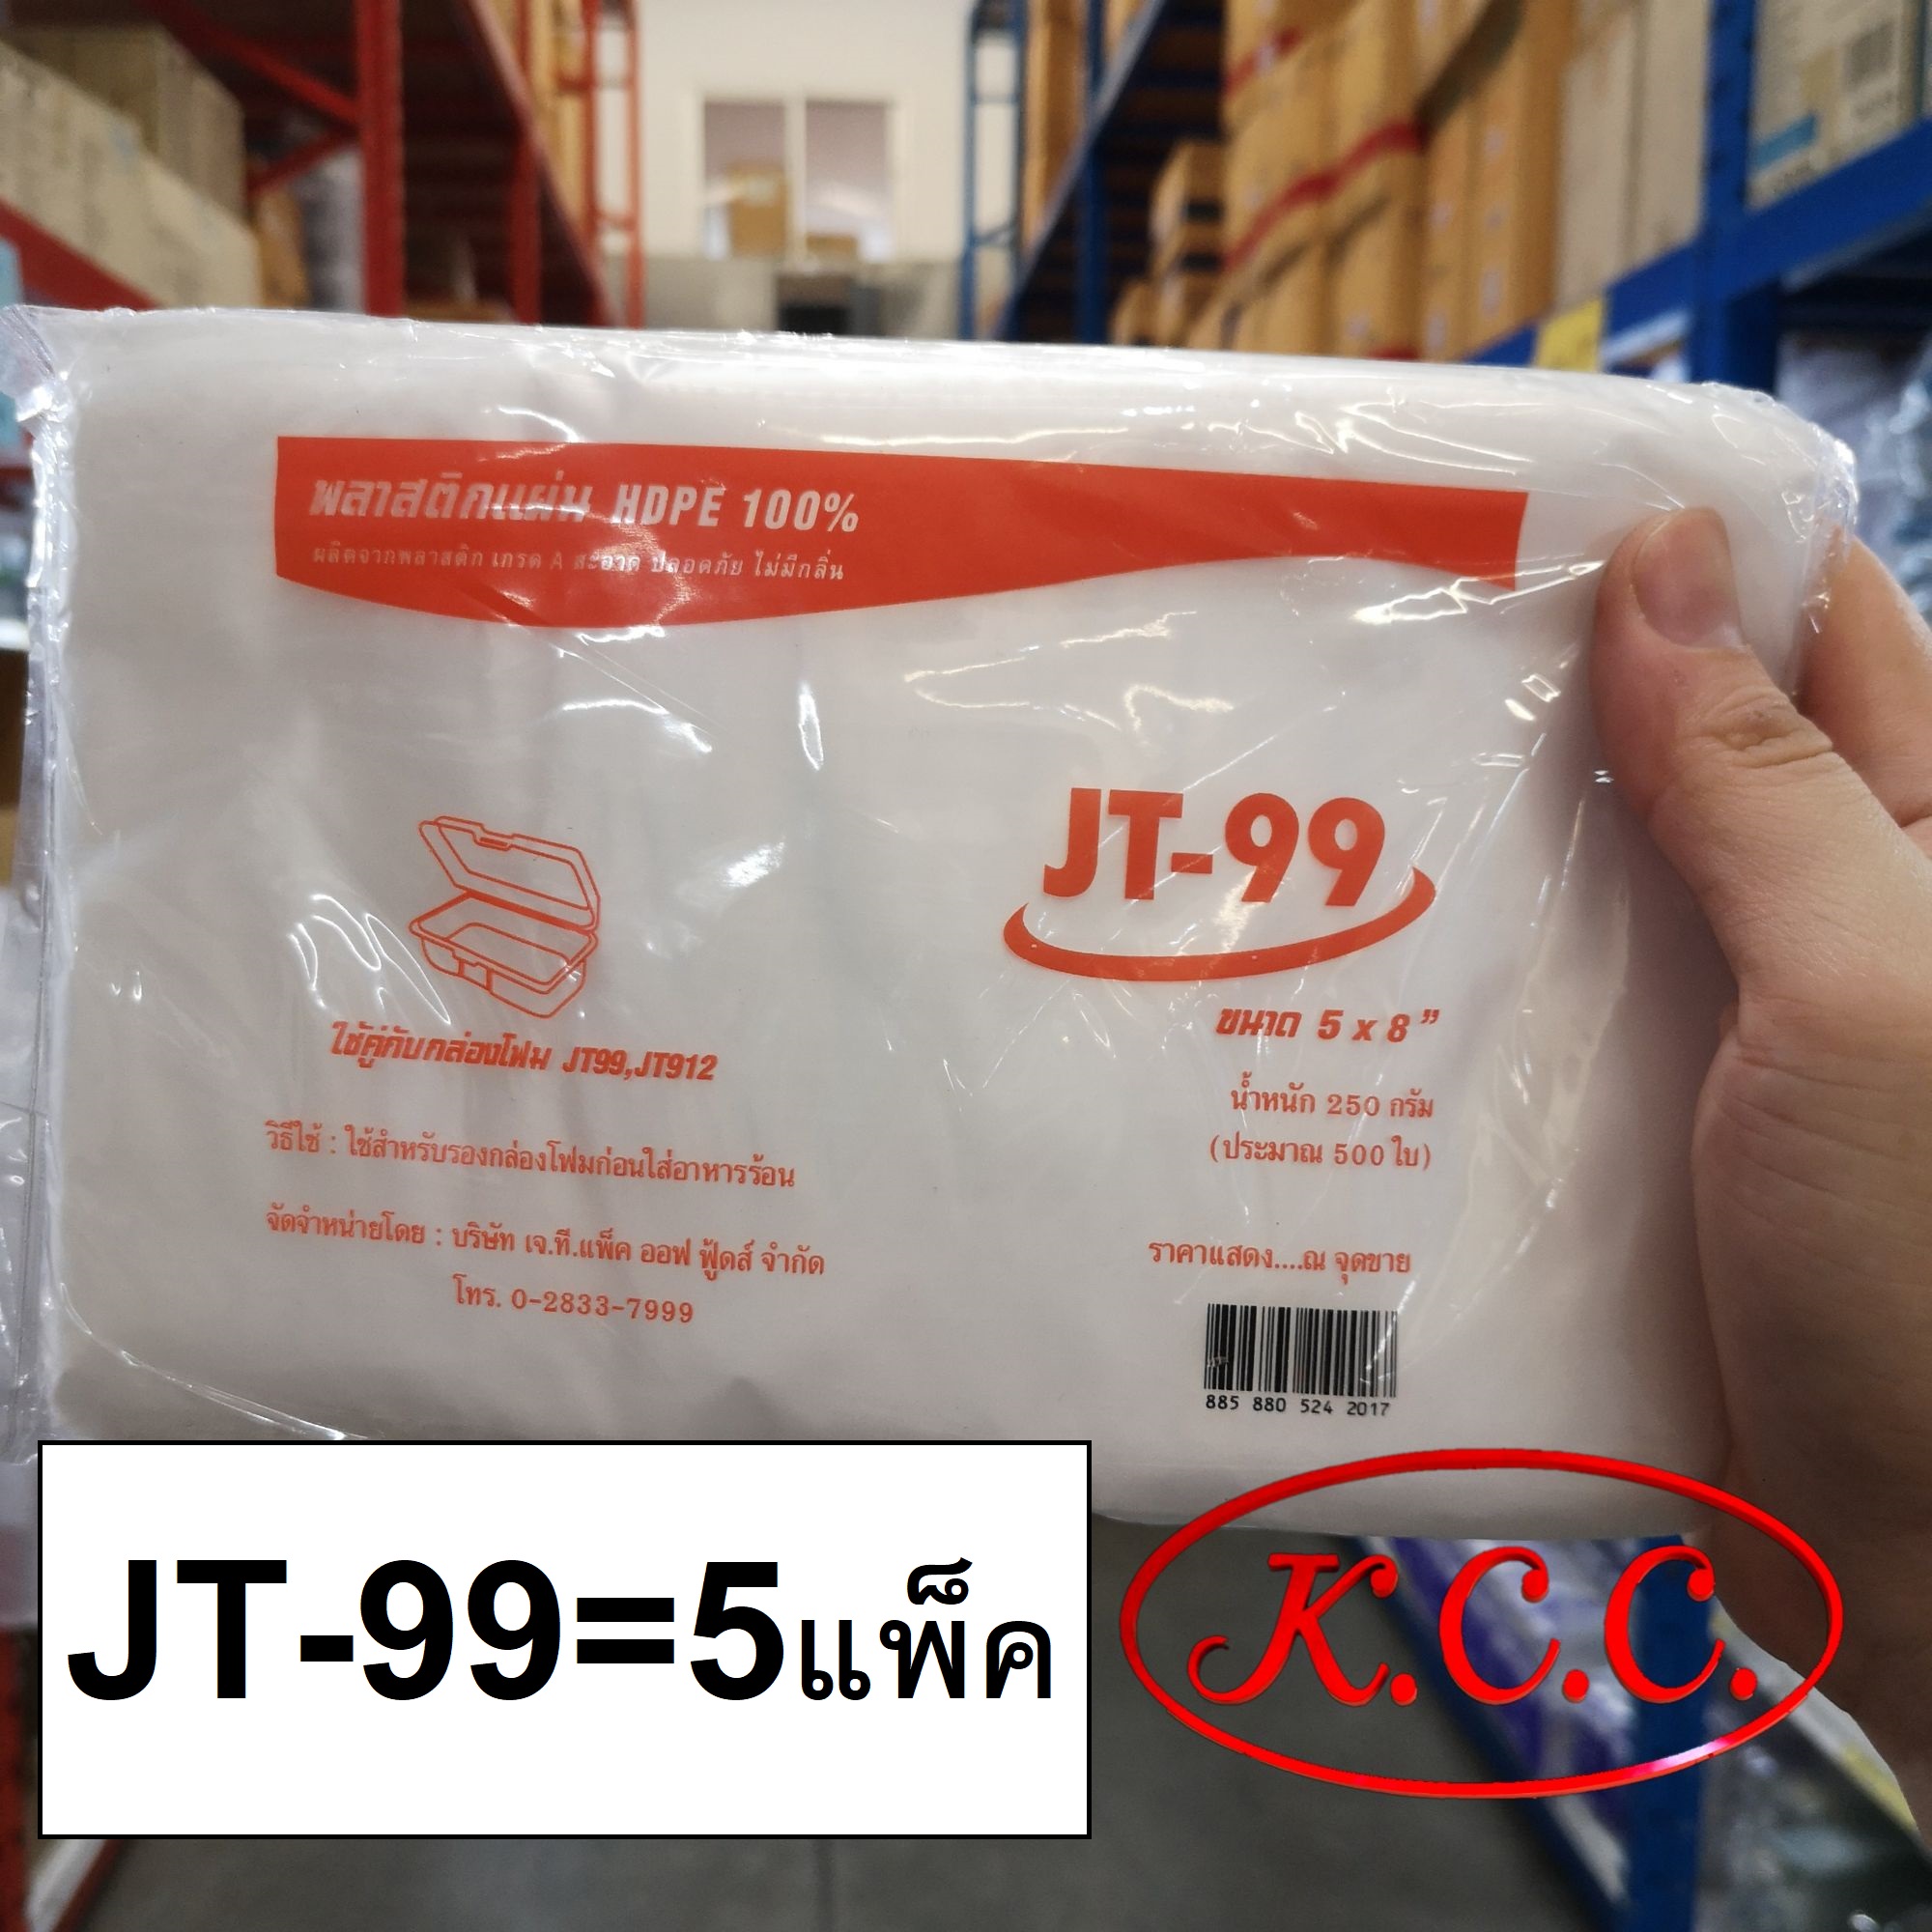 พลาสติกแผ่น HDPE 100%
ผลิตจากพลาสติก เกรด A สะอาด ปลอดภัย ไม่มีกลิ่น
JT-99
ขนาด 5 x 8 ”
น้ำหนัก 250 กรัม
(ประมาณ 500 ใบ)
ใช้คู่กับกล่องโฟม JT99,JT912
วิธีใช้ : ใช้สำหรับรองกล่องโฟมก่อนใส่อาหารร้อน
จัดจำหน่ายโดย : บริษัท เจ.ที.แพ็ค ออฟ ฟู้ดส์ จำกัด
โทร. 0-2833-7999
ราคาแสดง....ณ จุดขาย
885 880 524 2017
JT-99=5แพ็ค
K.C.C.